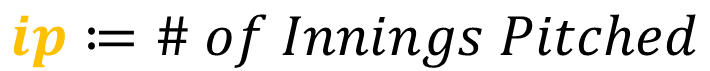 ip ≔ # of Innings Pitched